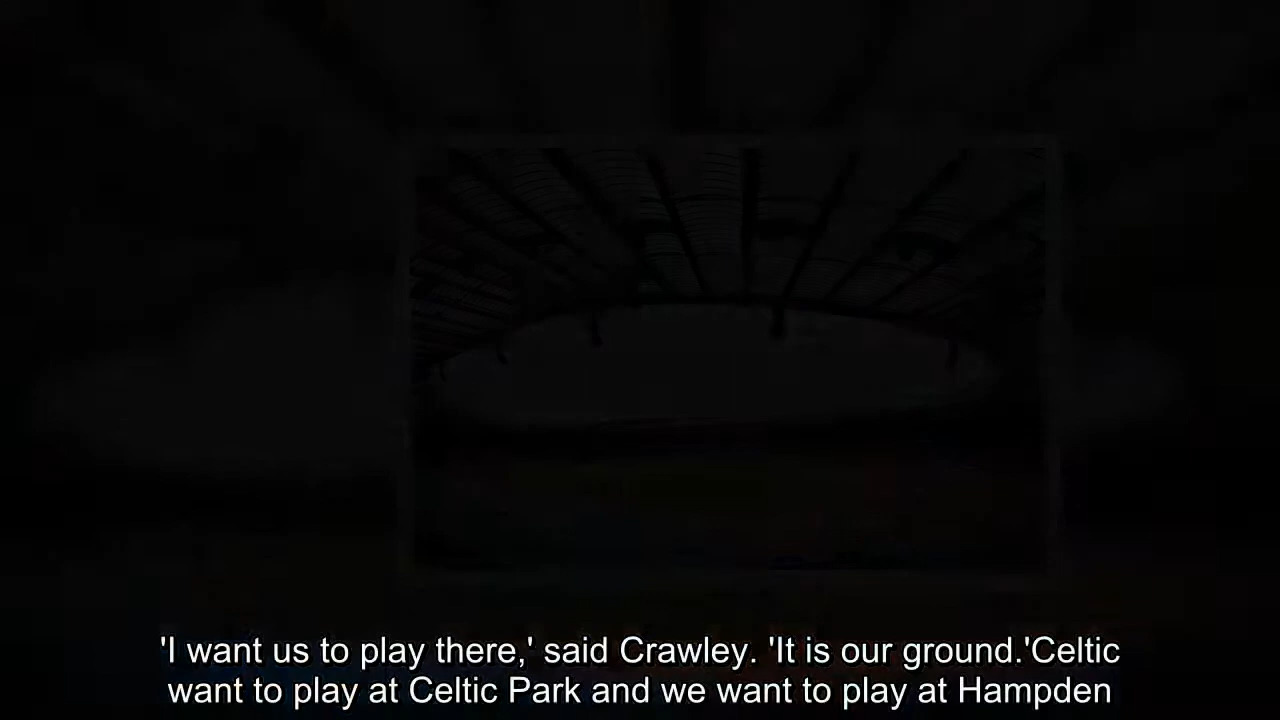 'I want us to play there,' said Crawley. 'It is our ground.'Celtic
want to play at Celtic Park and we want to play at Hampden